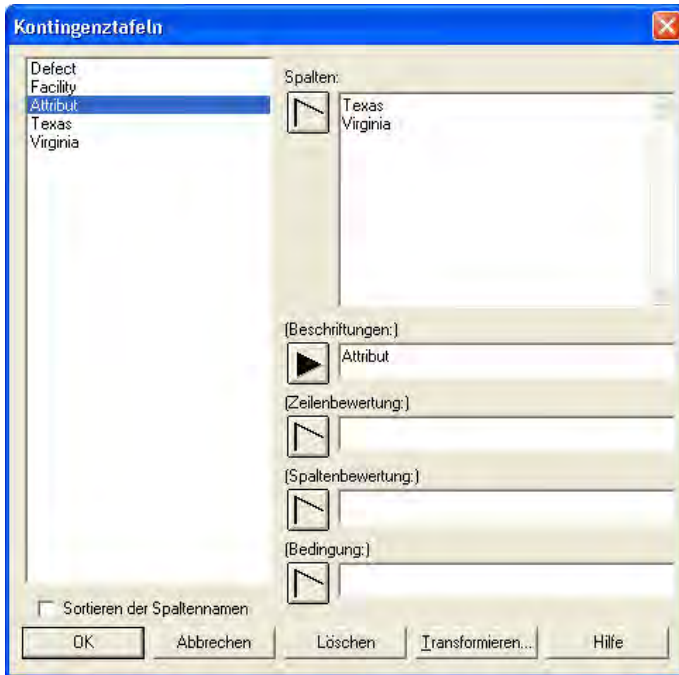 Kontingenztafeln
Defect
Facility
Attribut
Texas
Virginia
Sortieren der Spaltennamen
Spalten:
Texas
Virginia
(Beschriftungen:)
Attribut
(Zeilenbewertung:)
(Spaltenbewertung:)
(Bedingung:)
OK
Abbrechen
Löschen
Transformieren...
Hilfe